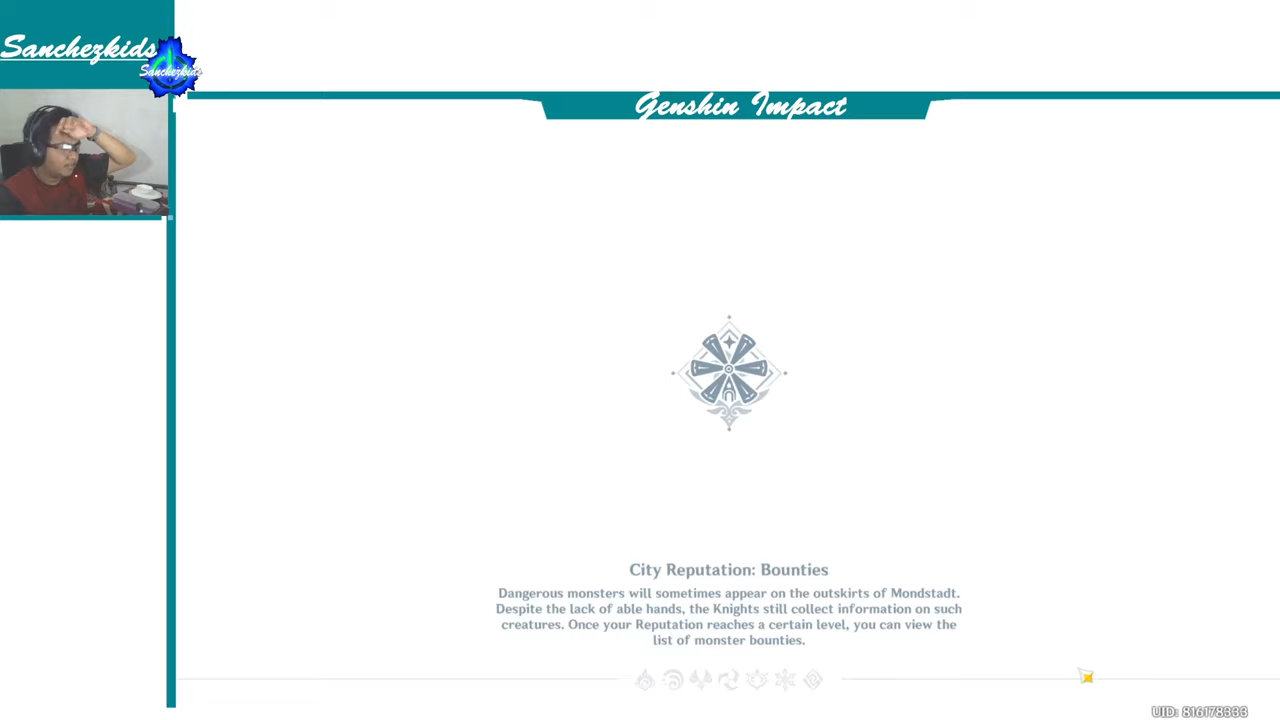 Sanchezkids
Sanchezkids
Genshin Impact
City Reputation: Bounties
Dangerous monsters will sometimes appear on the outskirts of Mondstadt.
Despite the lack of able hands, the Knights still collect information on such
creatures. Once your Reputation reaches a certain level, you can view the
list of monster bounties.
UID: 816178333